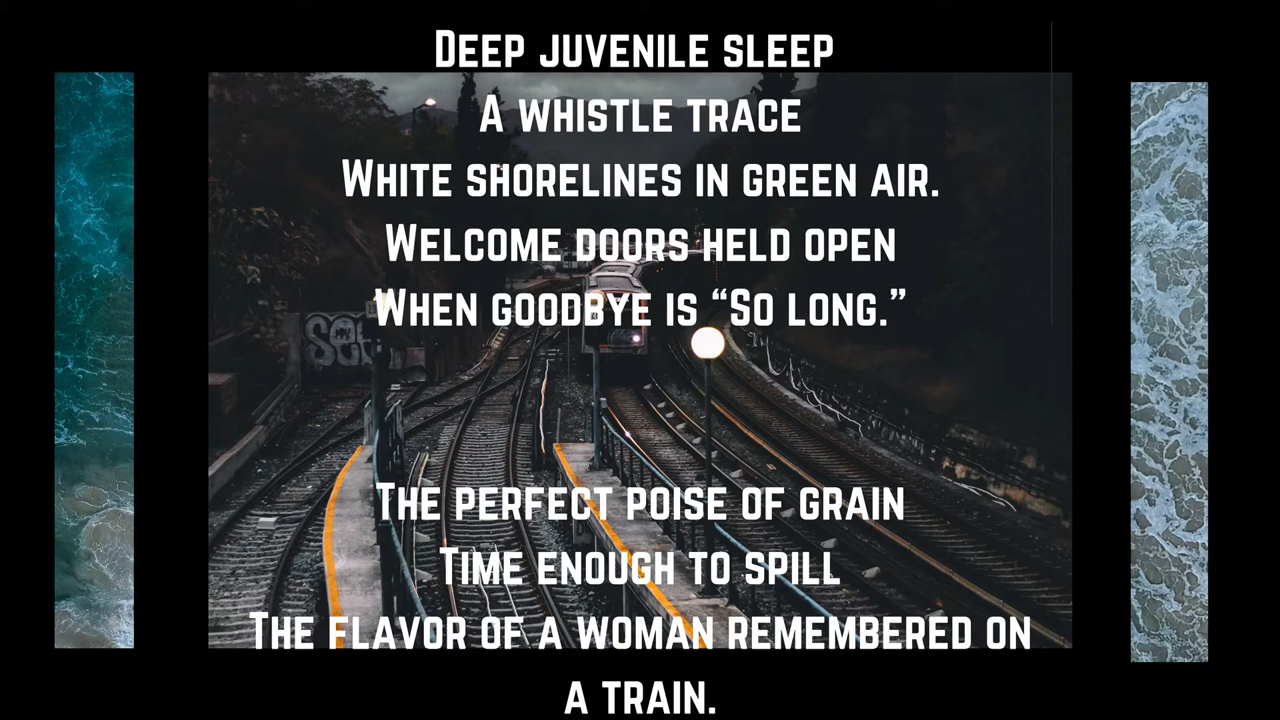 Deep juvenile sleep
A whistle trace
White shorelines in green air.
Welcome doors held open
When goodbye is “So long.”
The perfect poise of grain
Time enough to spill
The flavor of a woman remembered on
a train.